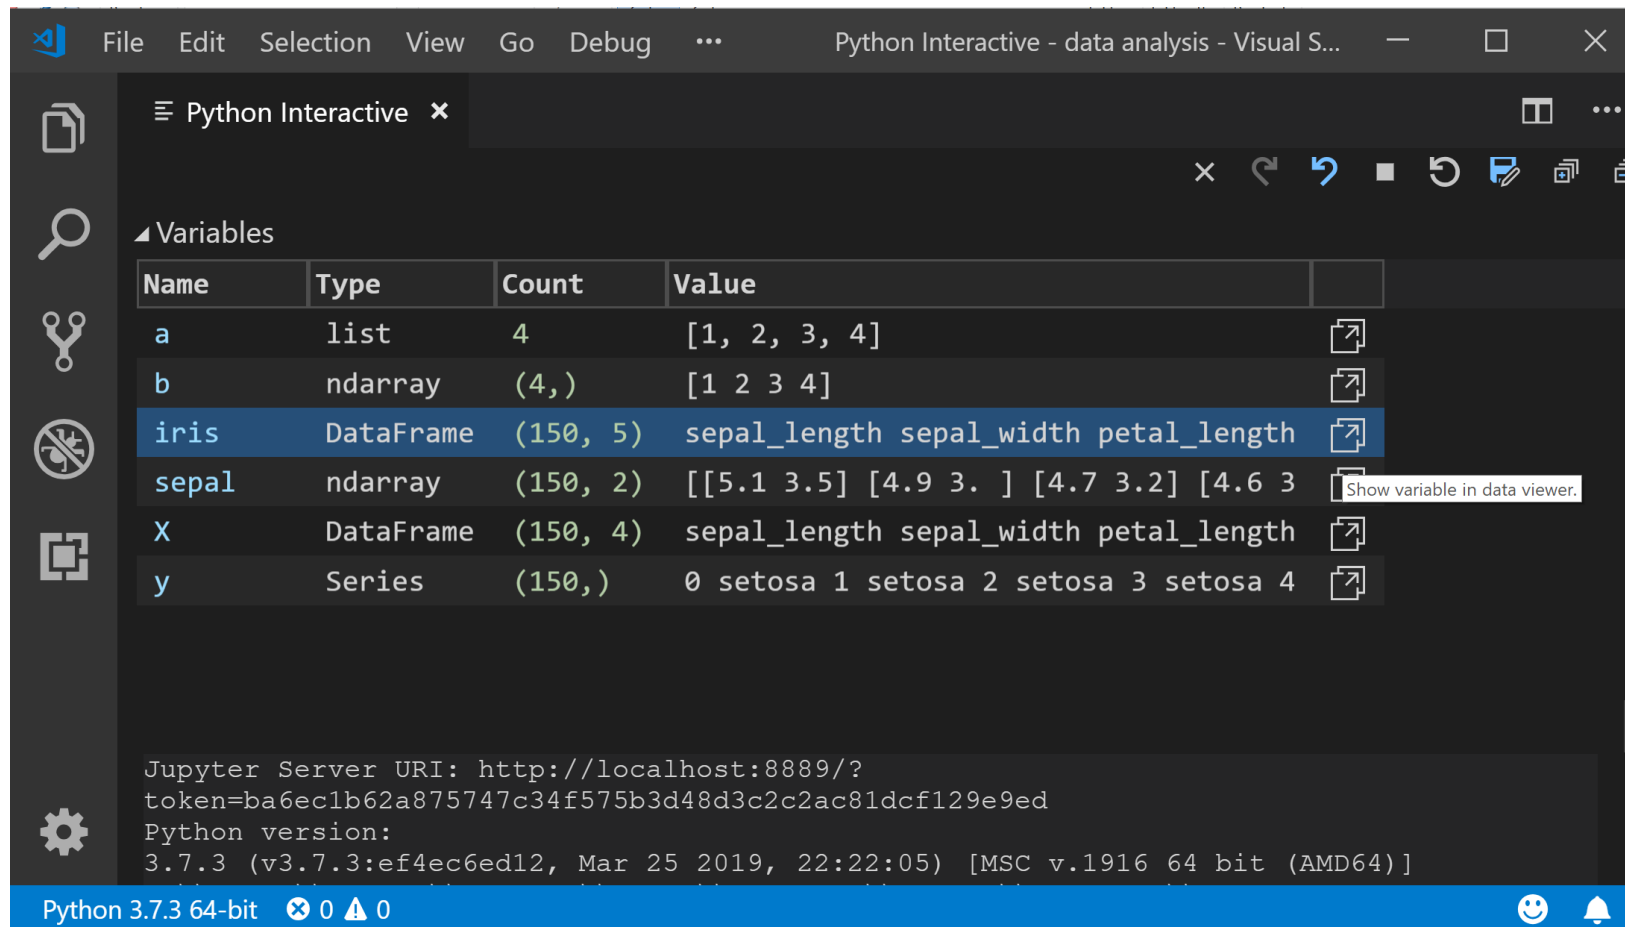 File Edit Selection View Go Debug ··· Python Interactive - data analysis - Visual S...
Python Interactive
Variables
Name Type Count Value
a list 4 [1, 2, 3, 4]
b ndarray (4,) [1 2 3 4]
iris DataFrame (150, 5) sepal_length sepal_width petal_length
sepal ndarray (150, 2) [[5.1 3.5] [4.9 3. ] [4.7 3.2] [4.6 3
Show variable in data viewer.
X DataFrame (150, 4) sepal_length sepal_width petal_length
y Series (150,) 0 setosa 1 setosa 2 setosa 3 setosa 4
Jupyter Server URI: http://localhost:8889/?
token=ba6ec1b62a875747c34f575b3d48d3c2c2ac81dcf129e9ed
Python version:
3.7.3 (v3.7.3:ef4ec6ed12, Mar 25 2019, 22:22:05) [MSC v.1916 64 bit (AMD64)]
Python 3.7.3 64-bit 0 0